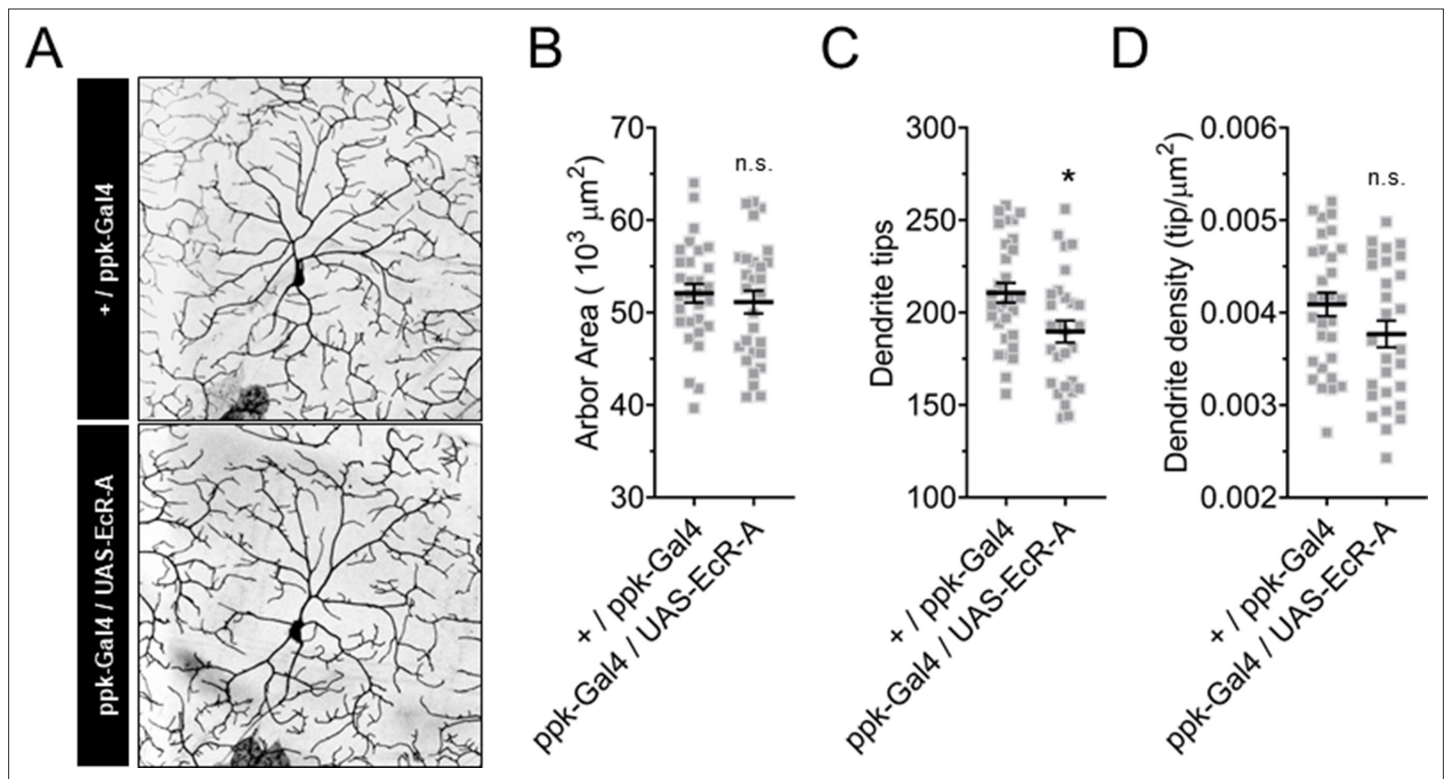 A
B
C
D
+ / ppk-Gal4
ppk-Gal4 / UAS-EcR-A
Arbor Area ( 10³ μm²)
70
60
50
40
30
n.s.
+ / ppk-Gal4
ppk-Gal4 / UAS-EcR-A
Dendrite tips
300
250
200
150
100
*
+ / ppk-Gal4
ppk-Gal4 / UAS-EcR-A
Dendrite density (tip/μm²)
0.006
0.005
0.004
0.003
0.002
n.s.
+ / ppk-Gal4
ppk-Gal4 / UAS-EcR-A